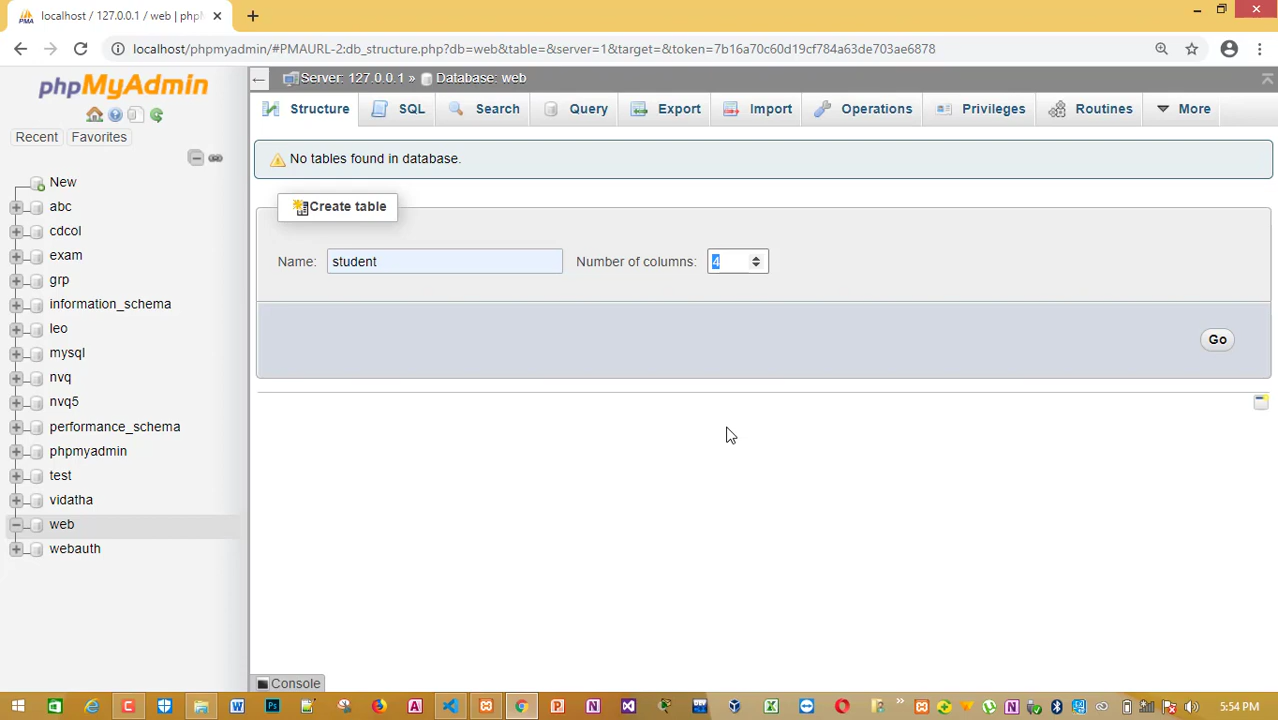 localhost / 127.0.0.1 / web | php
localhost/phpmyadmin/#PMAURL-2:db_structure.php?db=web&table=&server=1&target=&token=7b16a70c60d19cf784a63de703ae6878
phpMyAdmin
Recent Favorites
New
abc
cdcol
exam
grp
information_schema
leo
mysql
nvq
nvq5
performance_schema
phpmyadmin
test
vidatha
web
webauth
Server: 127.0.0.1 » Database: web
Structure SQL Search Query Export Import Operations Privileges Routines More
No tables found in database.
Create table
Name: student Number of columns: 4
Go
Console
5:54 PM